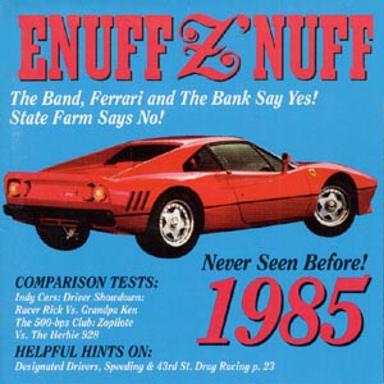 ENUFF Z'NUFF
The Band, Ferrari and The Bank Say Yes!
State Farm Says No!
Never Seen Before!
1985
COMPARISON TESTS:
Indy Cars: Driver Showdown:
Racer Rick Vs. Grandpa Ken
The 500-bps Club: Zopilote
Vs. The Herbie 928
HELPFUL HINTS ON:
Designated Drivers, Speeding & 43rd St. Drag Racing p. 23